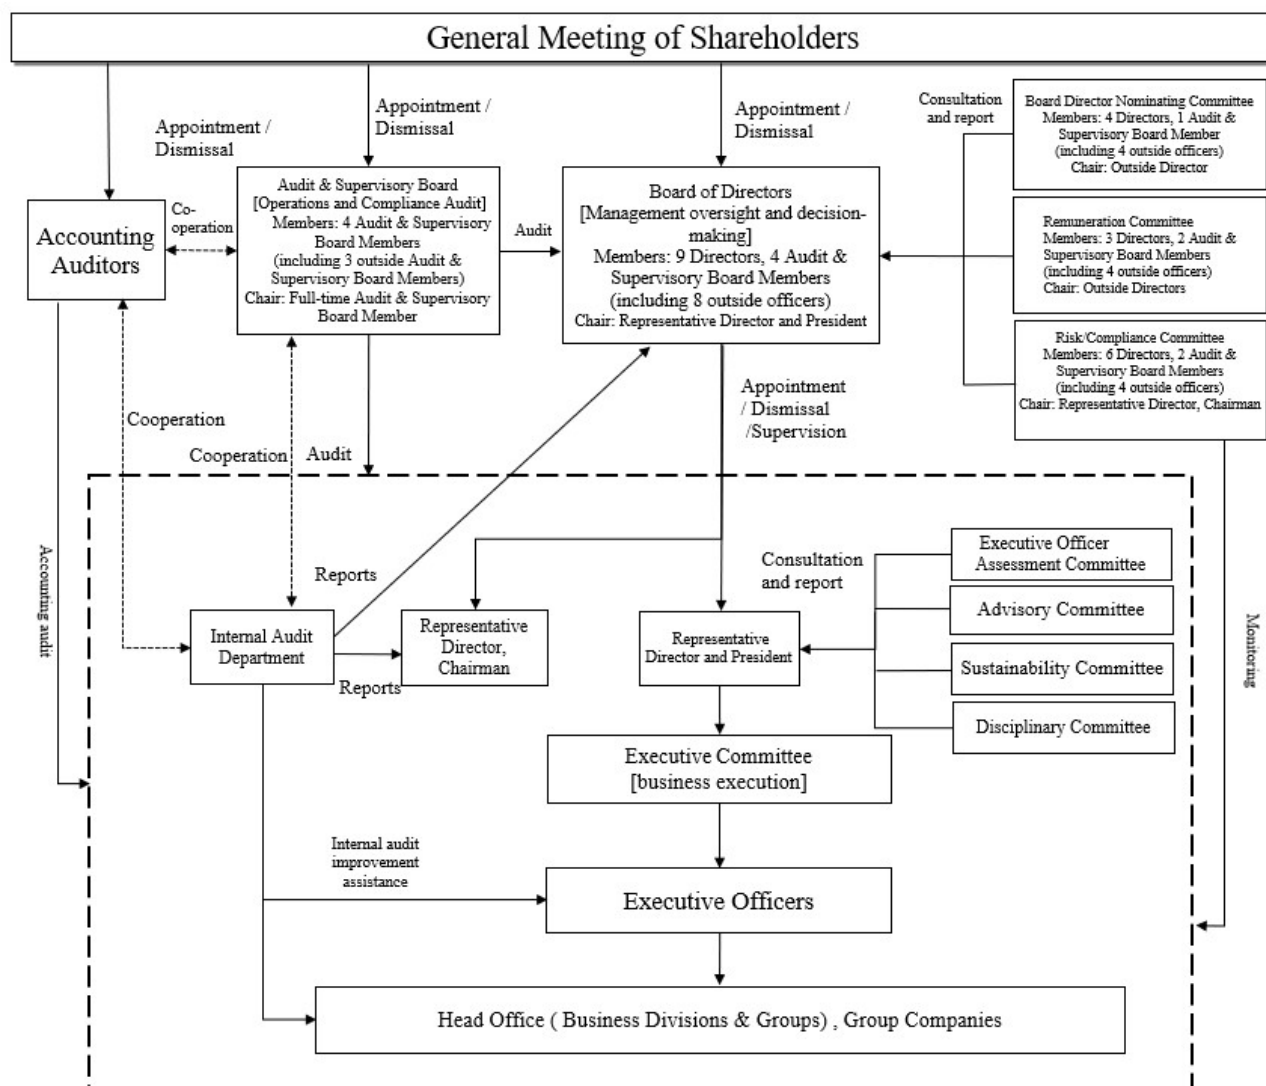 General Meeting of Shareholders
Appointment /
Dismissal
Appointment /
Dismissal
Appointment /
Dismissal
Consultation
and report
Board Director Nominating Committee
Members: 4 Directors, 1 Audit &
Supervisory Board Member
(including 4 outside officers)
Chair: Outside Director
Accounting
Auditors
Co-
operation
Audit & Supervisory Board
[Operations and Compliance Audit]
Members: 4 Audit & Supervisory
Board Members
(including 3 outside Audit &
Supervisory Board Members)
Chair: Full-time Audit & Supervisory
Board Member
Audit
Board of Directors
[Management oversight and decision-
making]
Members: 9 Directors, 4 Audit &
Supervisory Board Members
(including 8 outside officers)
Chair: Representative Director and President
Remuneration Committee
Members: 3 Directors, 2 Audit &
Supervisory Board Members
(including 4 outside officers)
Chair: Outside Directors
Risk/Compliance Committee
Members: 6 Directors, 2 Audit &
Supervisory Board Members
(including 4 outside officers)
Chair: Representative Director, Chairman
Cooperation
Cooperation
Audit
Appointment
/ Dismissal
/Supervision
Accounting audit
Reports
Consultation
and report
Executive Officer
Assessment Committee
Advisory Committee
Sustainability Committee
Disciplinary Committee
Monitoring
Internal Audit
Department
Reports
Representative
Director,
Chairman
Representative
Director and President
Executive Committee
[business execution]
Internal audit
improvement
assistance
Executive Officers
Head Office ( Business Divisions & Groups) , Group Companies